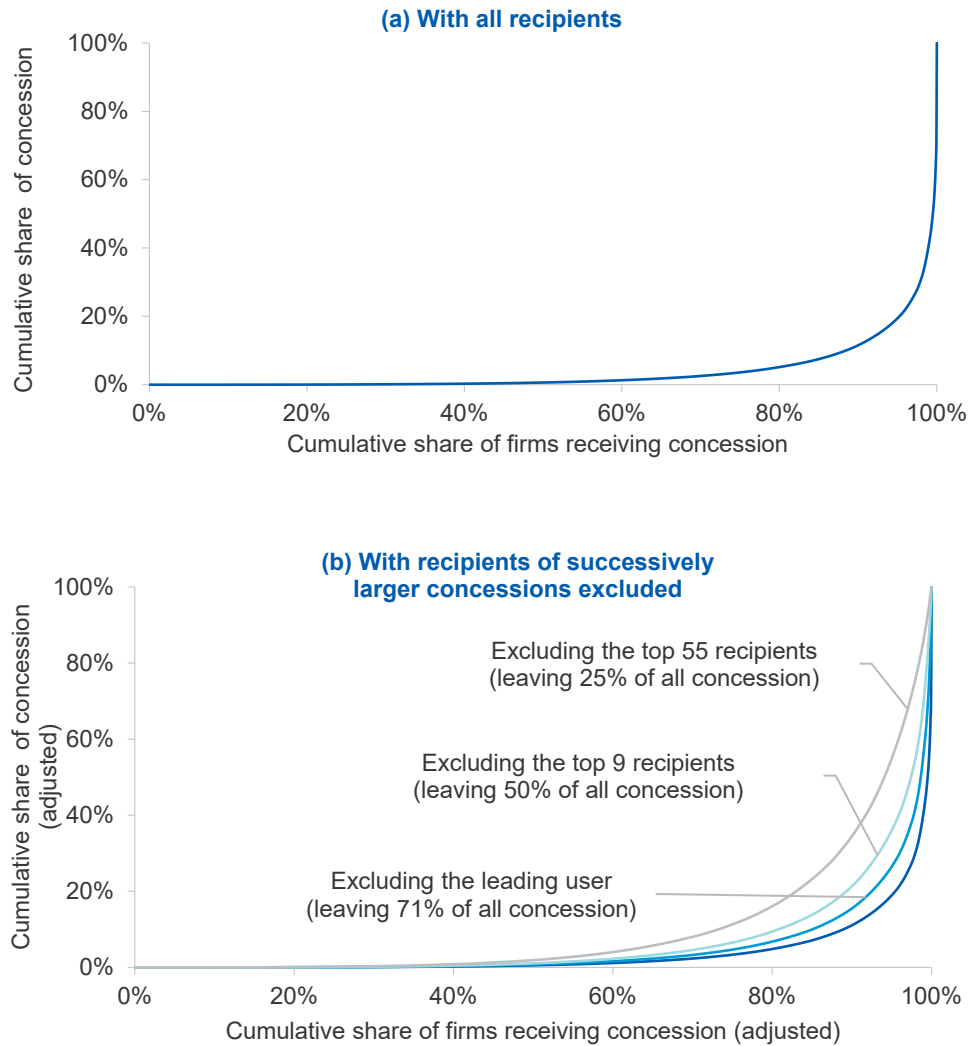 (a) With all recipients
100%
80%
60%
40%
20%
0%
Cumulative share of concession
0% 20% 40% 60% 80% 100%
Cumulative share of firms receiving concession
(b) With recipients of successively
larger concessions excluded
100%
80%
60%
40%
20%
0%
Cumulative share of concession
(adjusted)
Excluding the top 55 recipients
(leaving 25% of all concession)
Excluding the top 9 recipients
(leaving 50% of all concession)
Excluding the leading user
(leaving 71% of all concession)
0% 20% 40% 60% 80% 100%
Cumulative share of firms receiving concession (adjusted)